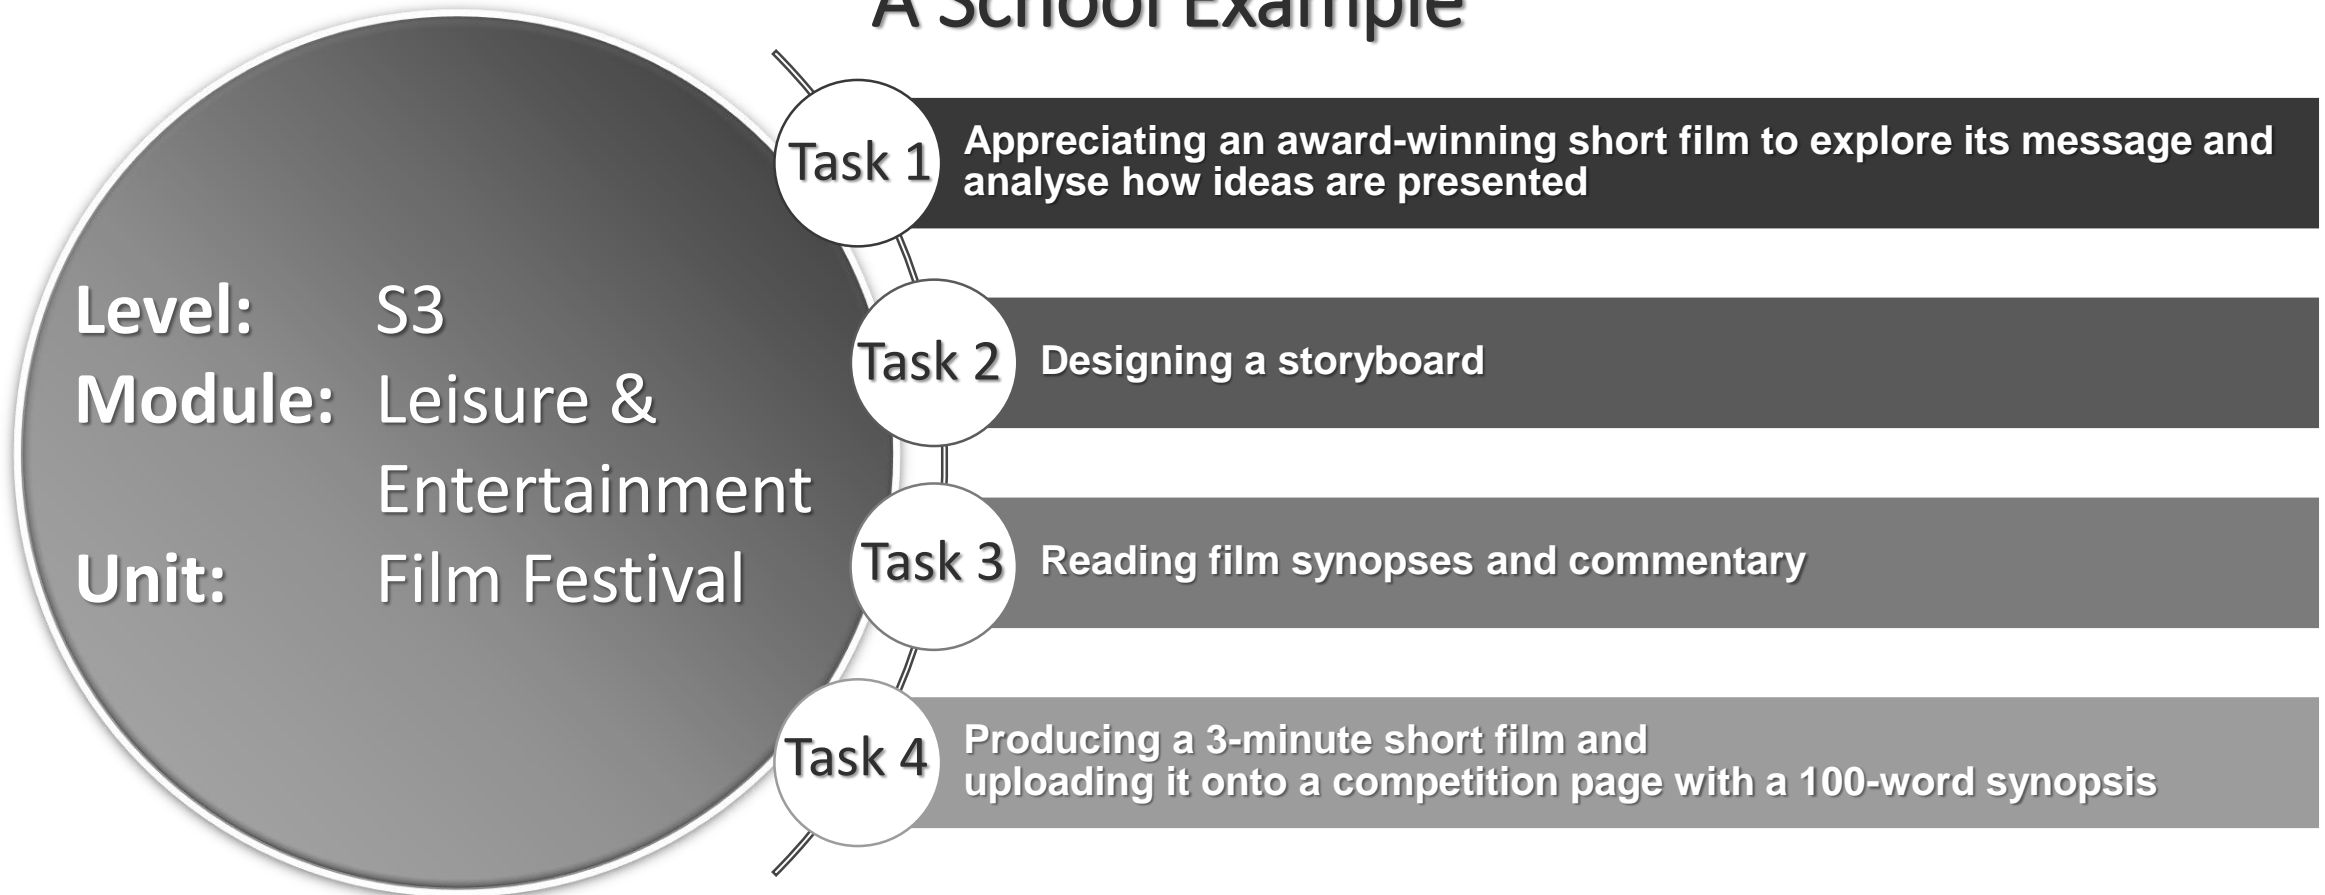 A School Example
Level: S3
Module: Leisure &
Entertainment
Unit: Film Festival
Task 1
Appreciating an award-winning short film to explore its message and
analyse how ideas are presented
Task 2
Designing a storyboard
Task 3
Reading film synopses and commentary
Task 4
Producing a 3-minute short film and
uploading it onto a competition page with a 100-word synopsis